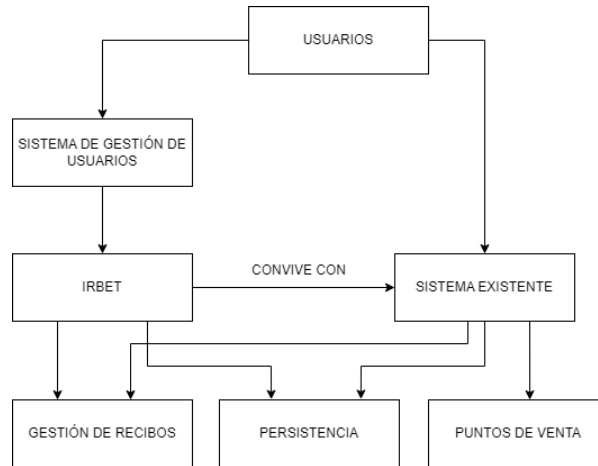 USUARIOS
SISTEMA DE GESTIÓN DE
USUARIOS
IRBET
CONVIVE CON
SISTEMA EXISTENTE
GESTIÓN DE RECIBOS
PERSISTENCIA
PUNTOS DE VENTA